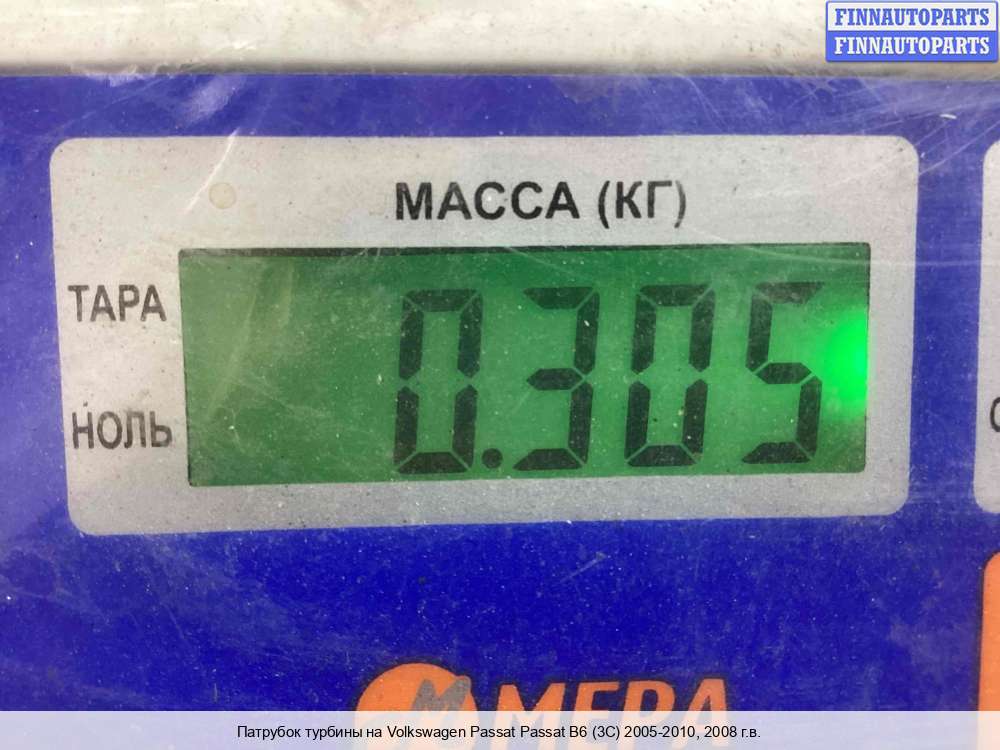 FINNAUTOPARTS
FINNAUTOPARTS
МАССА (КГ)
ТАРА
0.305
НОЛЬ
МЕРА
Патрубок турбины на Volkswagen Passat Passat B6 (3C) 2005-2010, 2008 г.в.